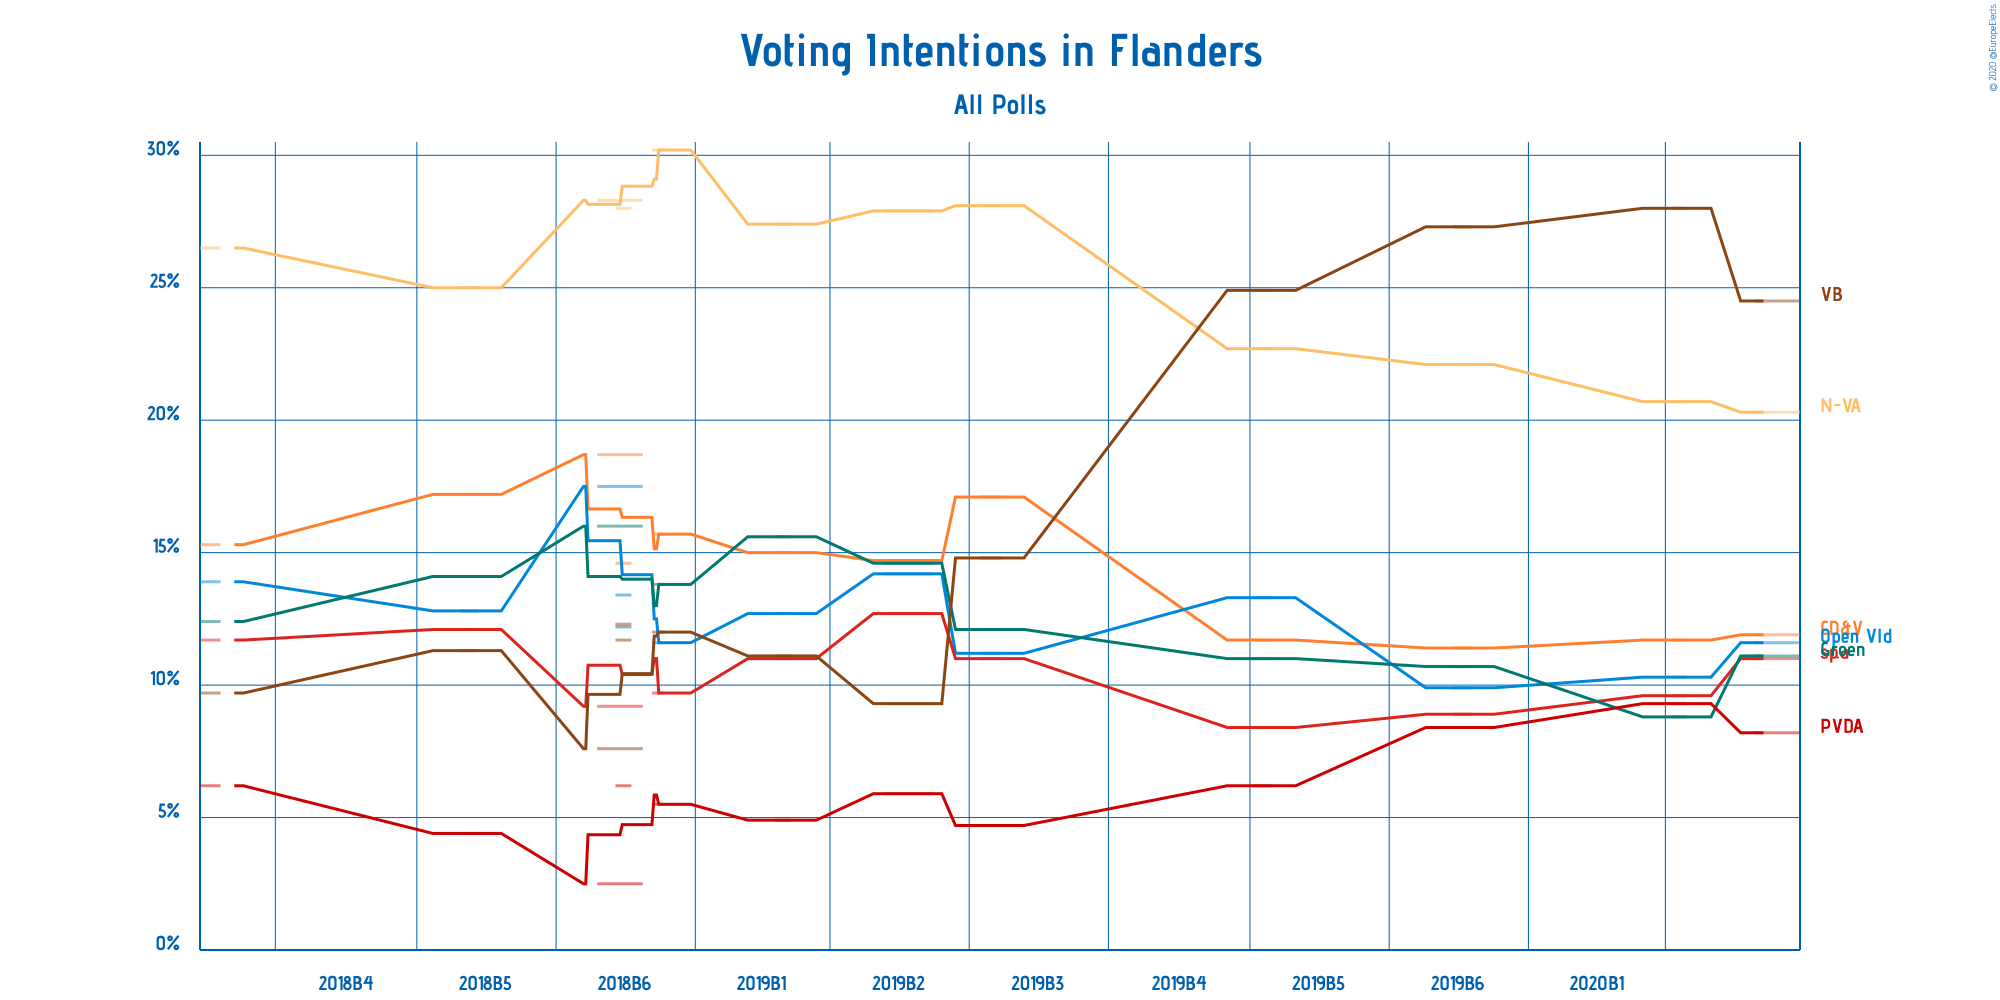 Voting Intentions in Flanders
All Polls
© 2020 @EuropeElects
30%
25%
20%
15%
10%
5%
0%
VB
N-VA
CD&V
Open Vld
Groen
spa
PVDA
2018B4 2018B5 2018B6 2019B1 2019B2 2019B3 2019B4 2019B5 2019B6 2020B1